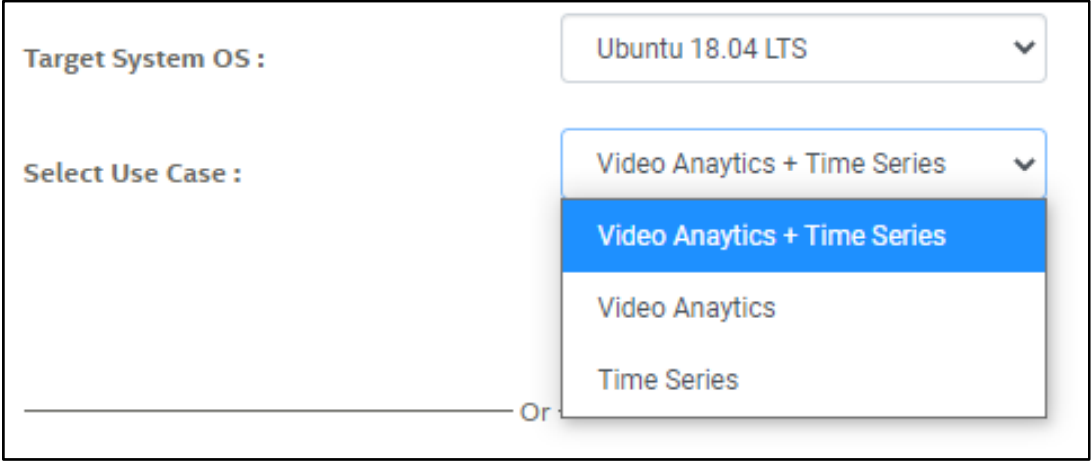 Target System OS : Ubuntu 18.04 LTS
Select Use Case : Video Anaytics + Time Series
Video Anaytics + Time Series
Video Anaytics
Time Series
Or